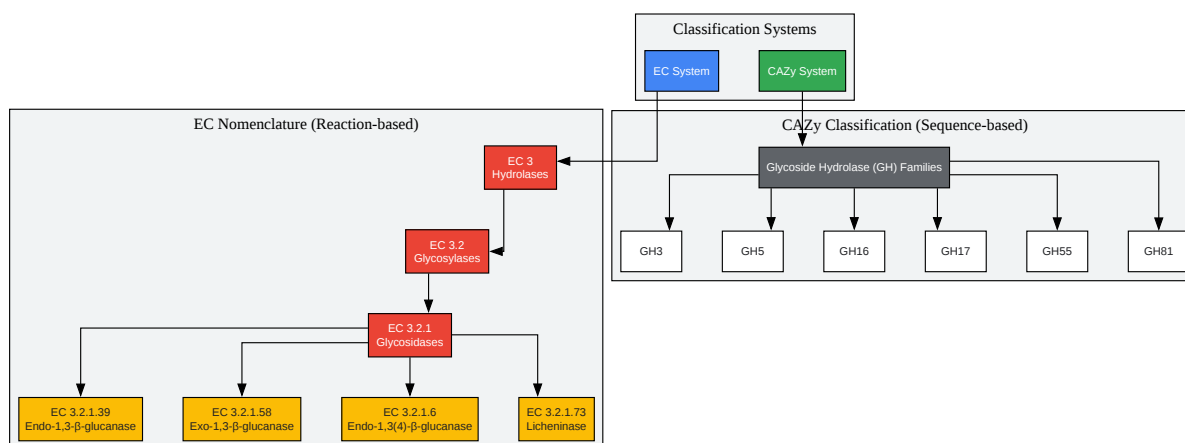 Classification Systems
EC System
CAZy System
EC Nomenclature (Reaction-based)
CAZy Classification (Sequence-based)
EC 3
Hydrolases
Glycoside Hydrolase (GH) Families
EC 3.2
Glycosylases
GH3
GH5
GH16
GH17
GH55
GH81
EC 3.2.1
Glycosidases
EC 3.2.1.39
Endo-1,3-β-glucanase
EC 3.2.1.58
Exo-1,3-β-glucanase
EC 3.2.1.6
Endo-1,3(4)-β-glucanase
EC 3.2.1.73
Licheninase